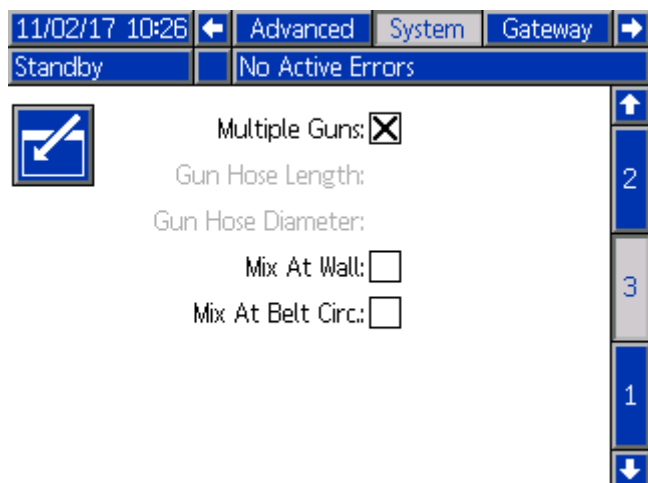 11/02/17 10:26 Advanced System Gateway
Standby No Active Errors
Multiple Guns:
Gun Hose Length:
Gun Hose Diameter:
Mix At Wall:
Mix At Belt Circ.:
2
3
1